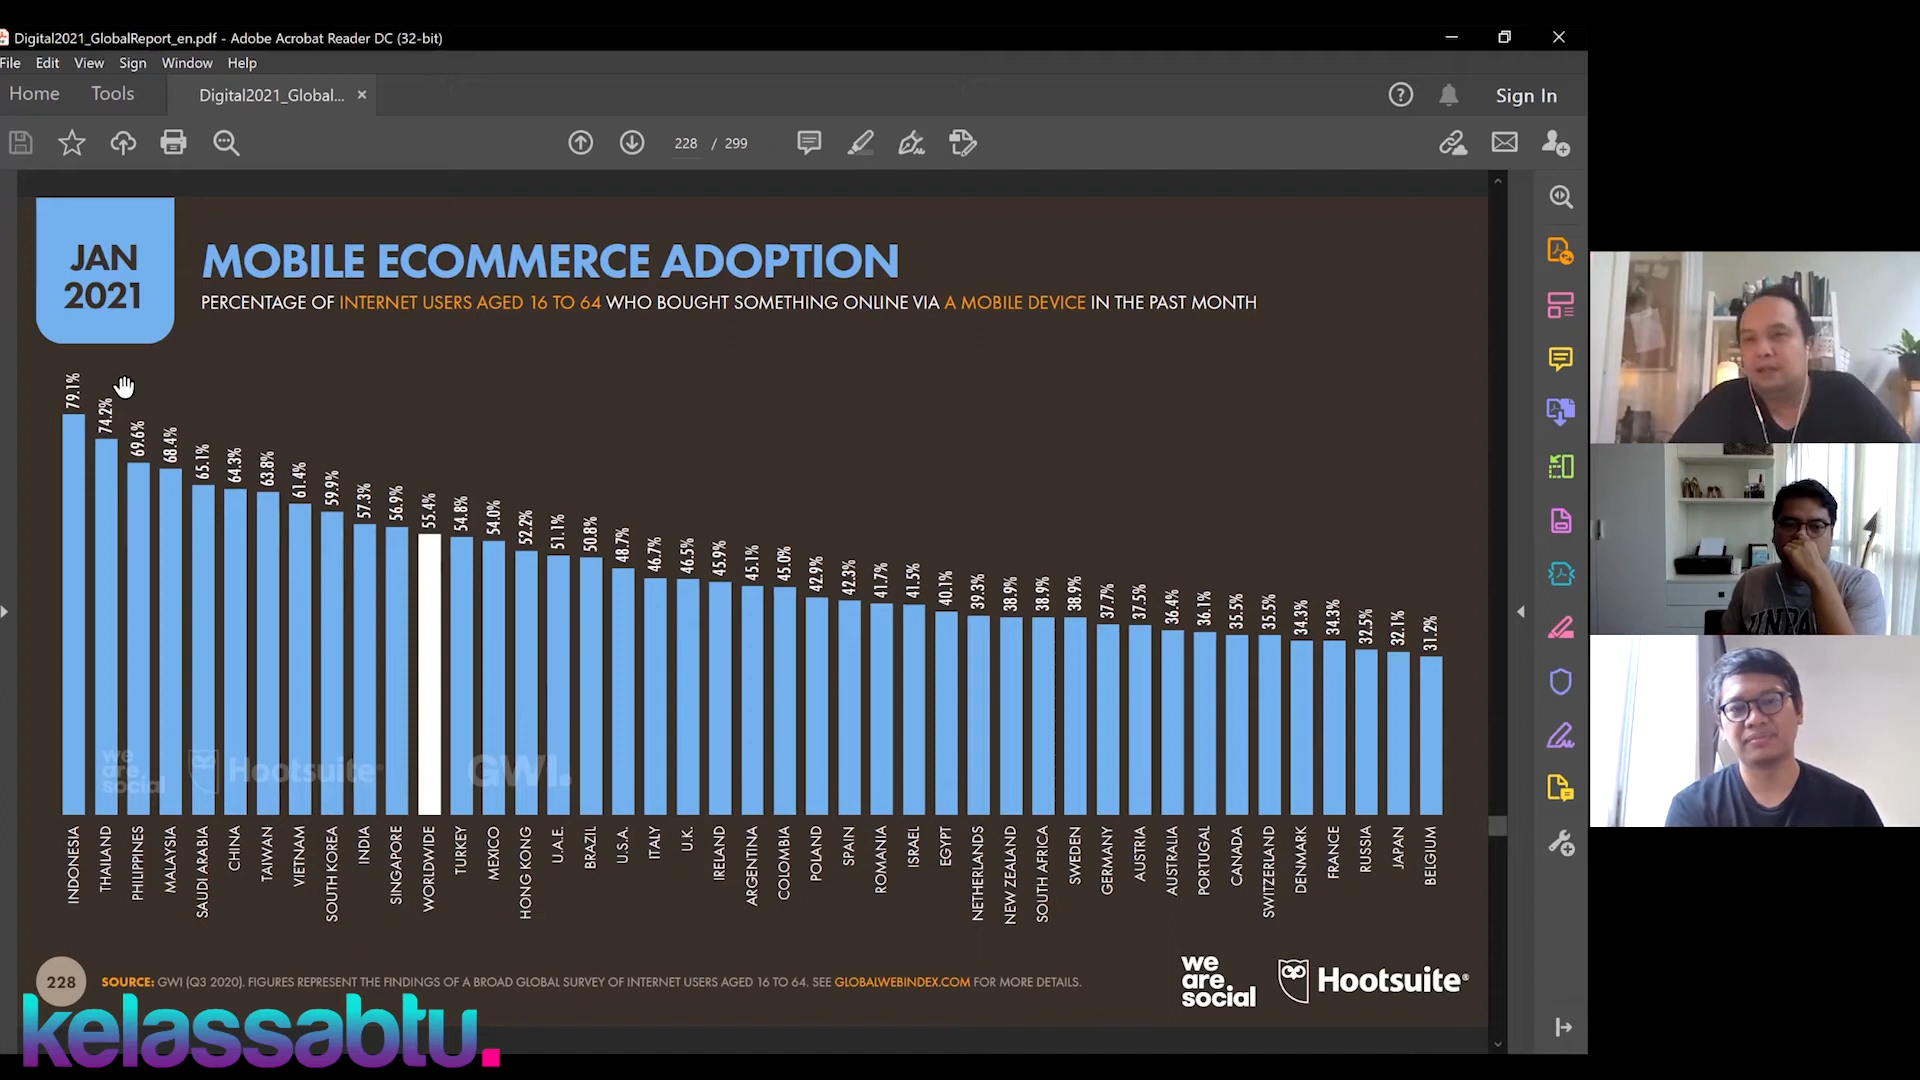 Digital2021_GlobalReport_en.pdf - Adobe Acrobat Reader DC (32-bit)
File Edit View Sign Window Help
Home Tools Digital2021_Global... × Sign In
228 / 299
JAN
2021
MOBILE ECOMMERCE ADOPTION
PERCENTAGE OF INTERNET USERS AGED 16 TO 64 WHO BOUGHT SOMETHING ONLINE VIA A MOBILE DEVICE IN THE PAST MONTH
79.1%
74.2%
69.6%
68.4%
65.1%
64.3%
63.8%
61.4%
59.9%
57.3%
56.9%
55.4%
54.8%
54.0%
52.2%
51.1%
50.8%
48.7%
46.7%
46.5%
45.9%
45.1%
45.0%
42.9%
42.3%
41.7%
41.5%
40.1%
39.3%
38.9%
38.9%
38.9%
37.7%
37.5%
36.4%
36.1%
35.5%
35.5%
34.3%
34.3%
32.5%
32.1%
31.2%
we
are
social
Hootsuite
GWI.
INDONESIA
THAILAND
PHILIPPINES
MALAYSIA
SAUDI ARABIA
CHINA
TAIWAN
VIETNAM
SOUTH KOREA
INDIA
SINGAPORE
WORLDWIDE
TURKEY
MEXICO
HONG KONG
U.A.E.
BRAZIL
U.S.A.
ITALY
U.K.
IRELAND
ARGENTINA
COLOMBIA
POLAND
SPAIN
ROMANIA
ISRAEL
EGYPT
NETHERLANDS
NEW ZEALAND
SOUTH AFRICA
SWEDEN
GERMANY
AUSTRIA
AUSTRALIA
PORTUGAL
CANADA
SWITZERLAND
DENMARK
FRANCE
RUSSIA
JAPAN
BELGIUM
228 SOURCE: GWI (Q3 2020). FIGURES REPRESENT THE FINDINGS OF A BROAD GLOBAL SURVEY OF INTERNET USERS AGED 16 TO 64. SEE GLOBALWEBINDEX.COM FOR MORE DETAILS.
we
are
social
Hootsuite®
kelassabtu.